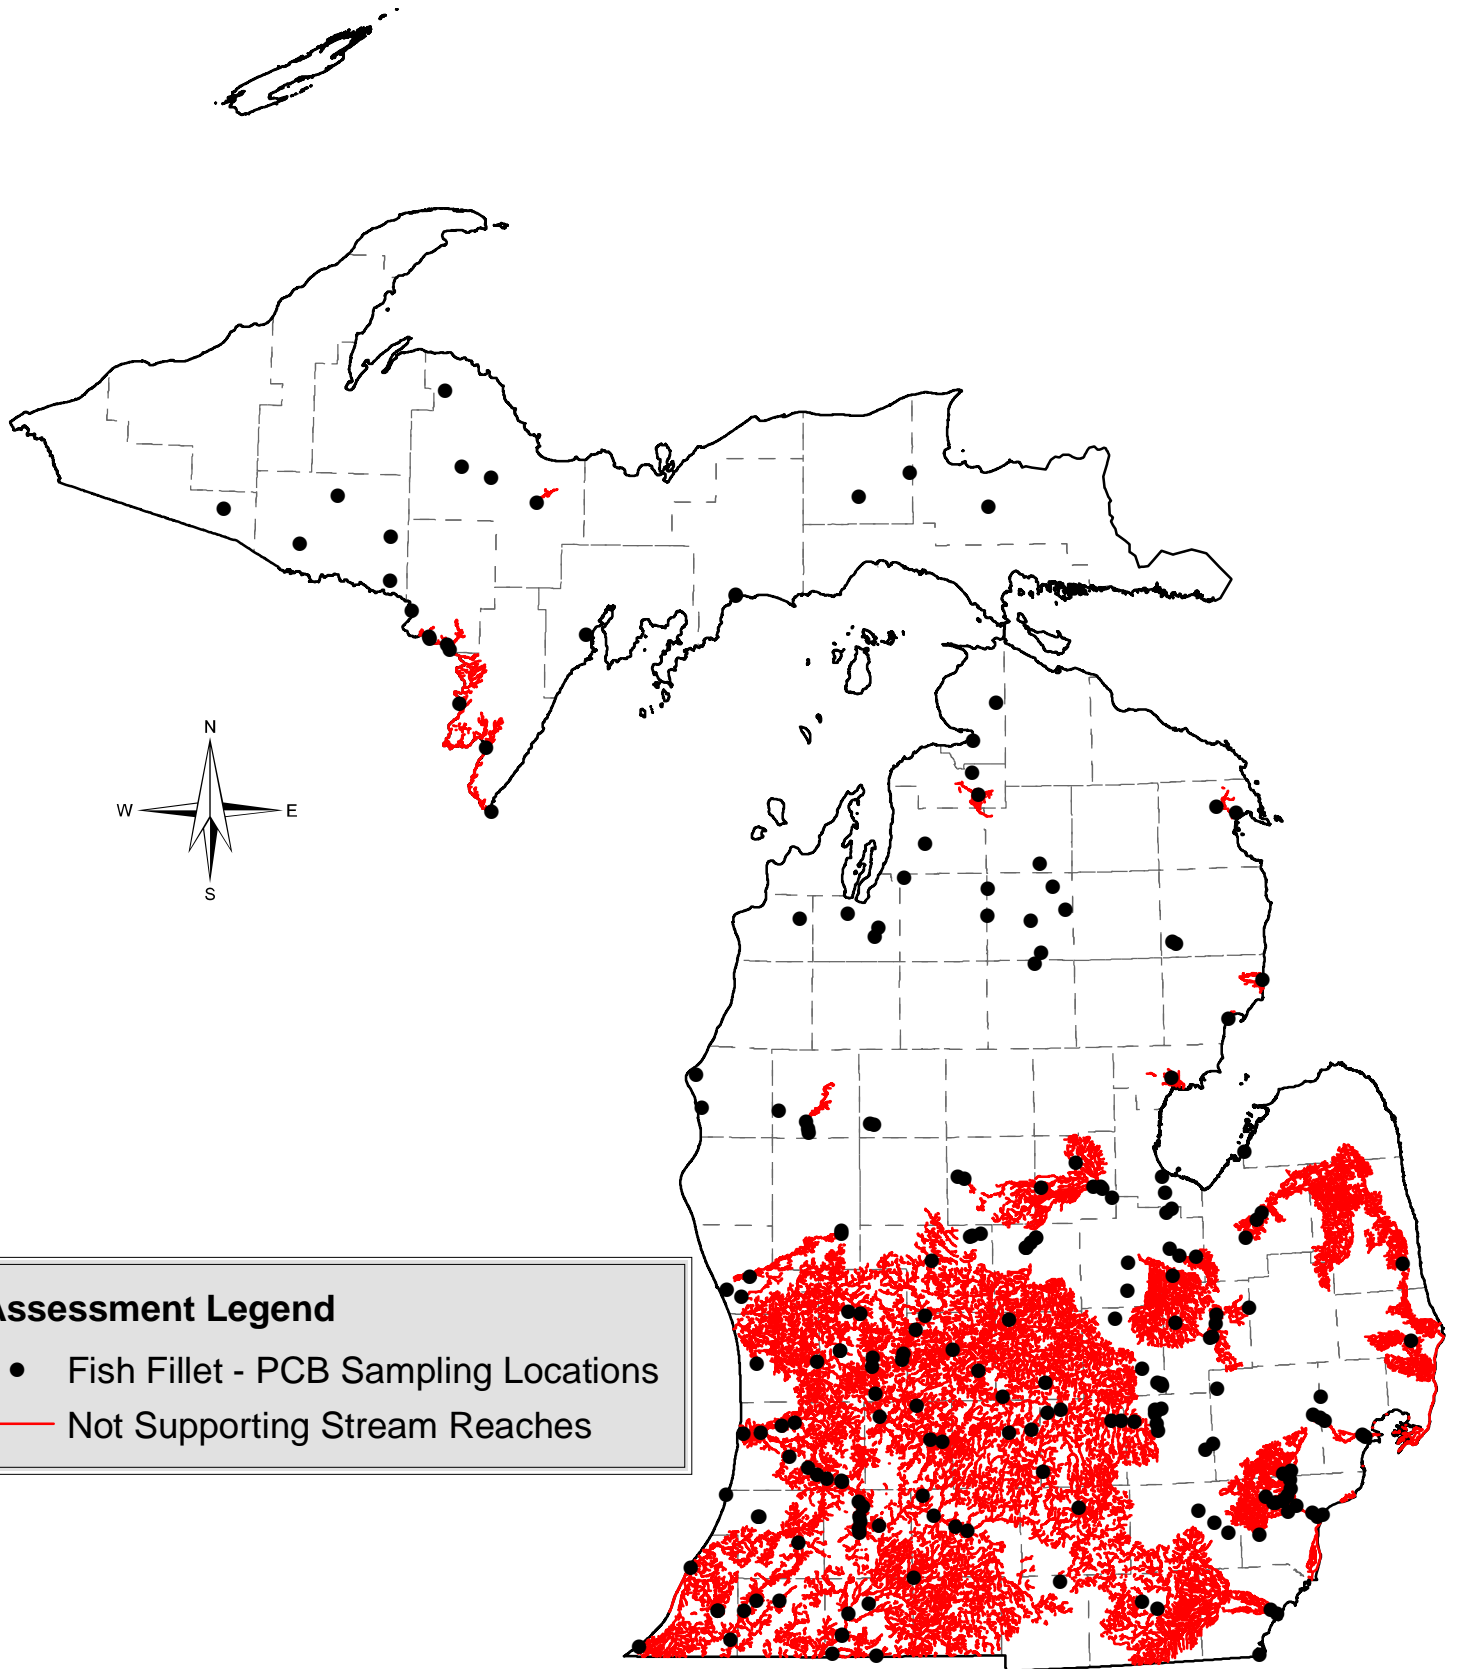 N
W E
S
Assessment Legend
Fish Fillet - PCB Sampling Locations
Not Supporting Stream Reaches